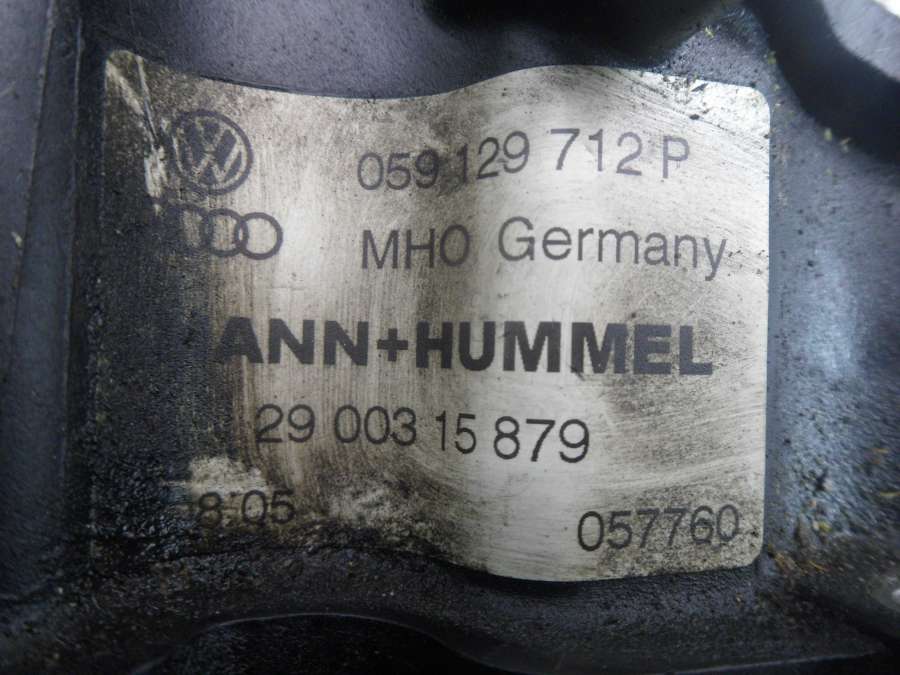 059 129 712 P
MHO Germany
ANN+HUMMEL
29 003 15 879
8 05
057760